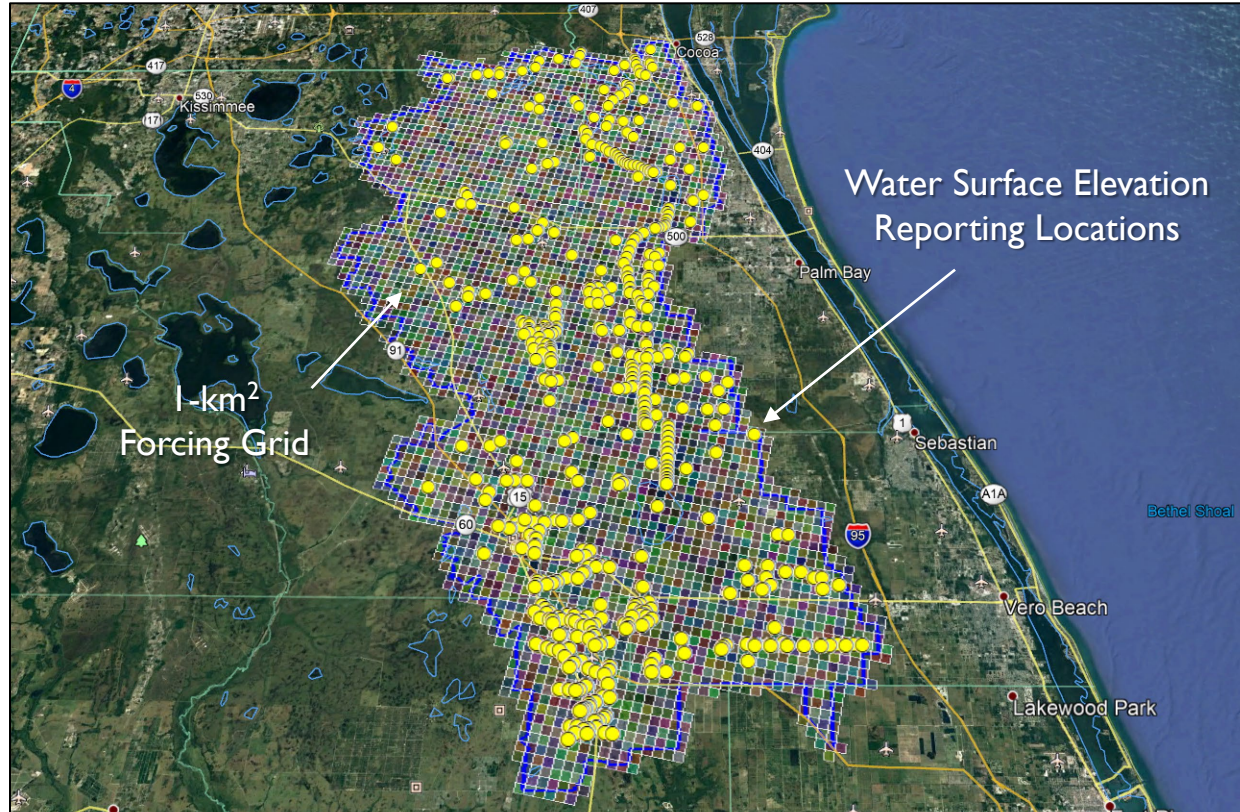 407
528
Cocoa
417
4
Kissimmee
530
17
404
Water Surface Elevation
Reporting Locations
500
Palm Bay
91
1-km²
Forcing Grid
1
Sebastian
15
A1A
60
Bethel Shoal
95
Vero Beach
Lakewood Park